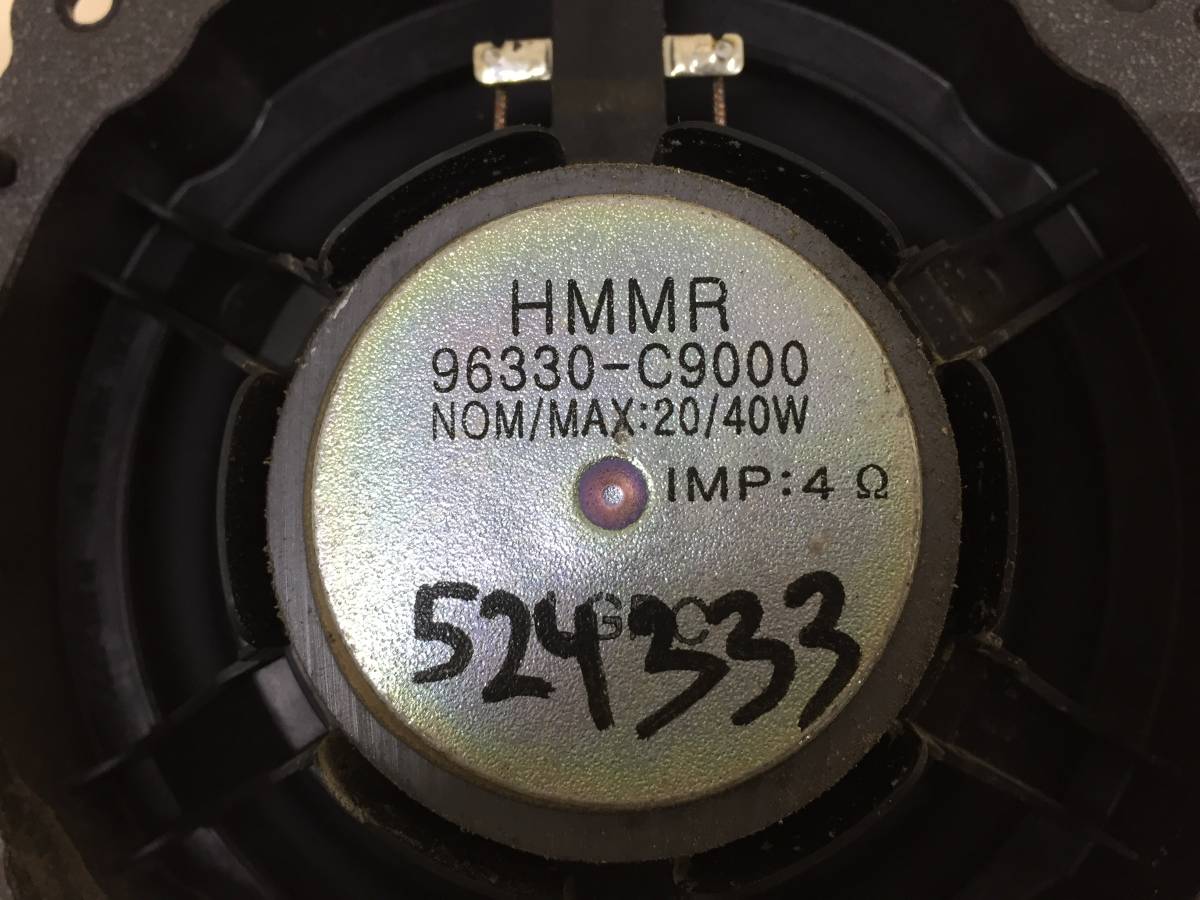 HMMR
96330-C9000
NOM/MAX:20/40W
IMP:4 Ω
524333